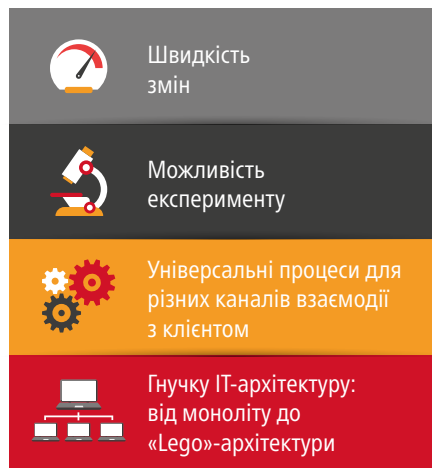 Швидкість
змін
Можливість
експерименту
Універсальні процеси для
різних каналів взаємодії
з клієнтом
Гнучку ІТ-архітектуру:
від моноліту до
«Lego»-архітектури